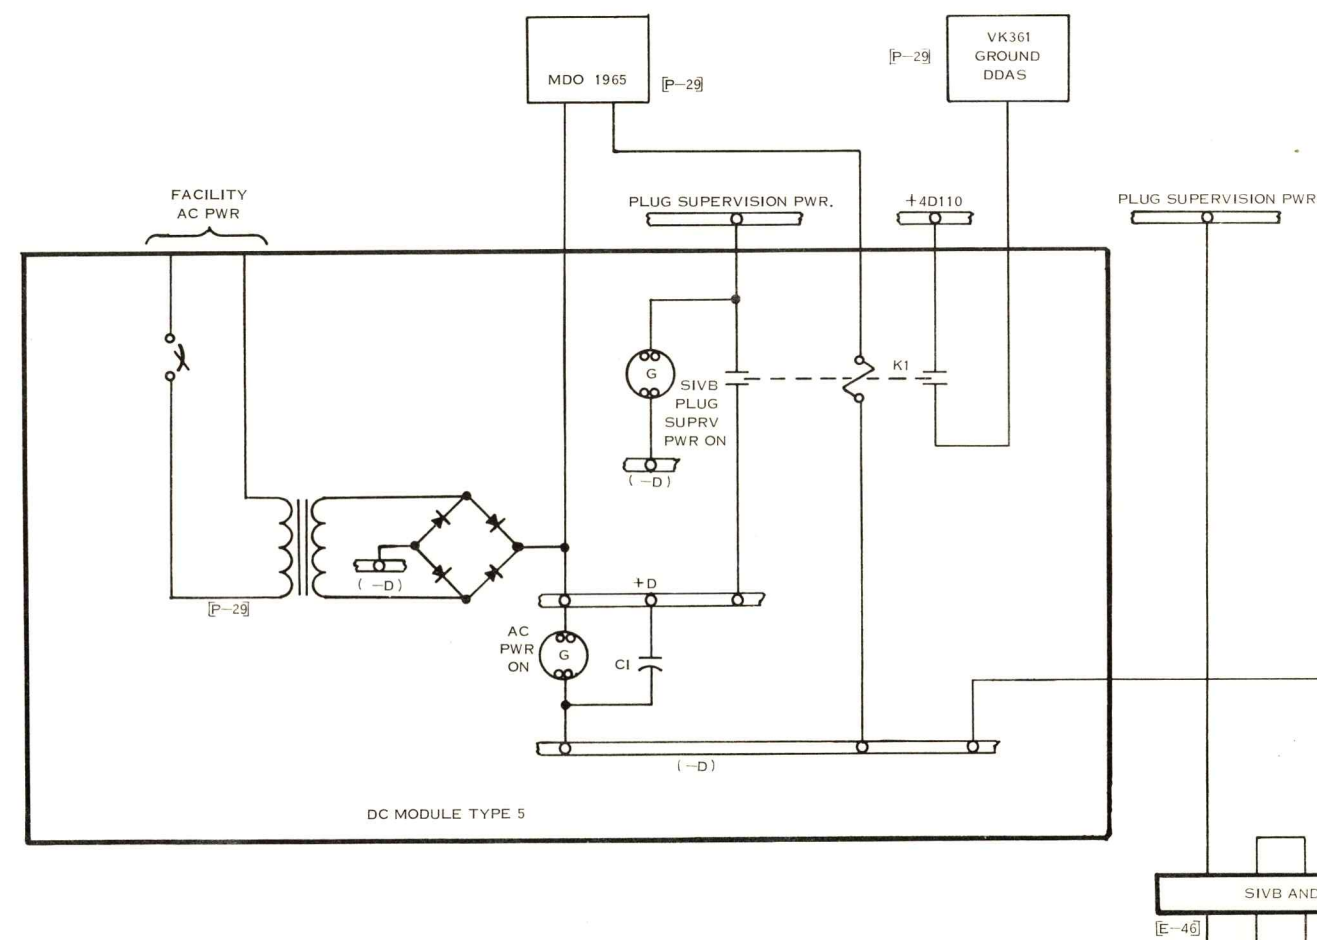 MDO 1965
[P-29]
[P-29]
VK361
GROUND
DDAS
FACILITY
AC PWR
PLUG SUPERVISION PWR.
+4D110
PLUG SUPERVISION PWR
G
SIVB
PLUG
SUPRV
PWR ON
K1
(-D)
(-D)
[P-29]
+D
AC
PWR
ON
G
C1
(-D)
DC MODULE TYPE 5
SIVB AND
[E-46]